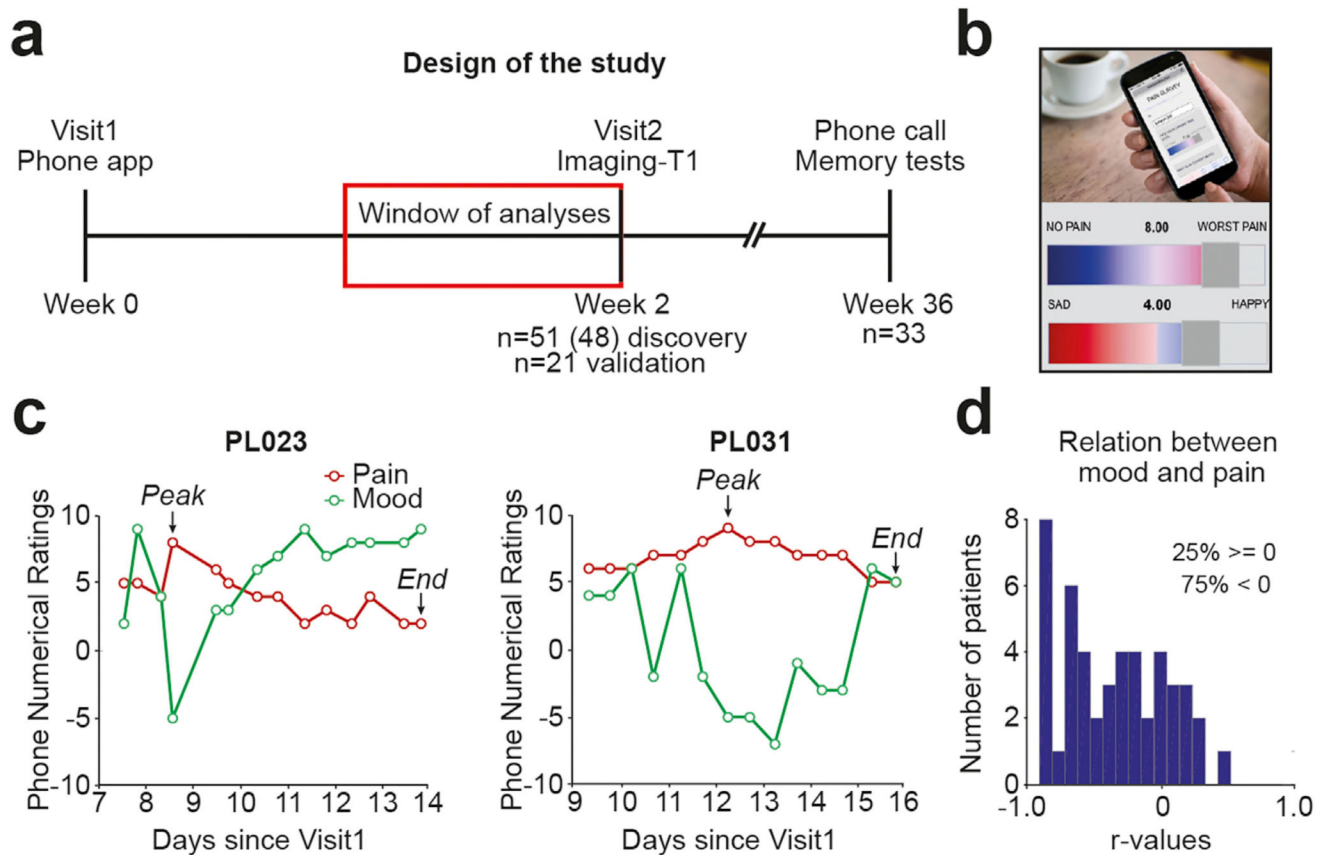 a
Design of the study
Visit1
Phone app
Visit2
Imaging-T1
Phone call
Memory tests
Window of analyses
Week 0
Week 2
n=51 (48) discovery
n=21 validation
Week 36
n=33
b
PAIN SURVEY
NO PAIN 8.00 WORST PAIN
SAD 4.00 HAPPY
c
PL023
Pain
Mood
Peak
End
Phone Numerical Ratings
10
5
0
-5
-10
7 8 9 10 11 12 13 14
Days since Visit1
PL031
Peak
End
Phone Numerical Ratings
10
5
0
-5
-10
9 10 11 12 13 14 15 16
Days since Visit1
d
Relation between
mood and pain
25% >= 0
75% < 0
Number of patients
8
6
4
2
0
-1.0 0 1.0
r-values